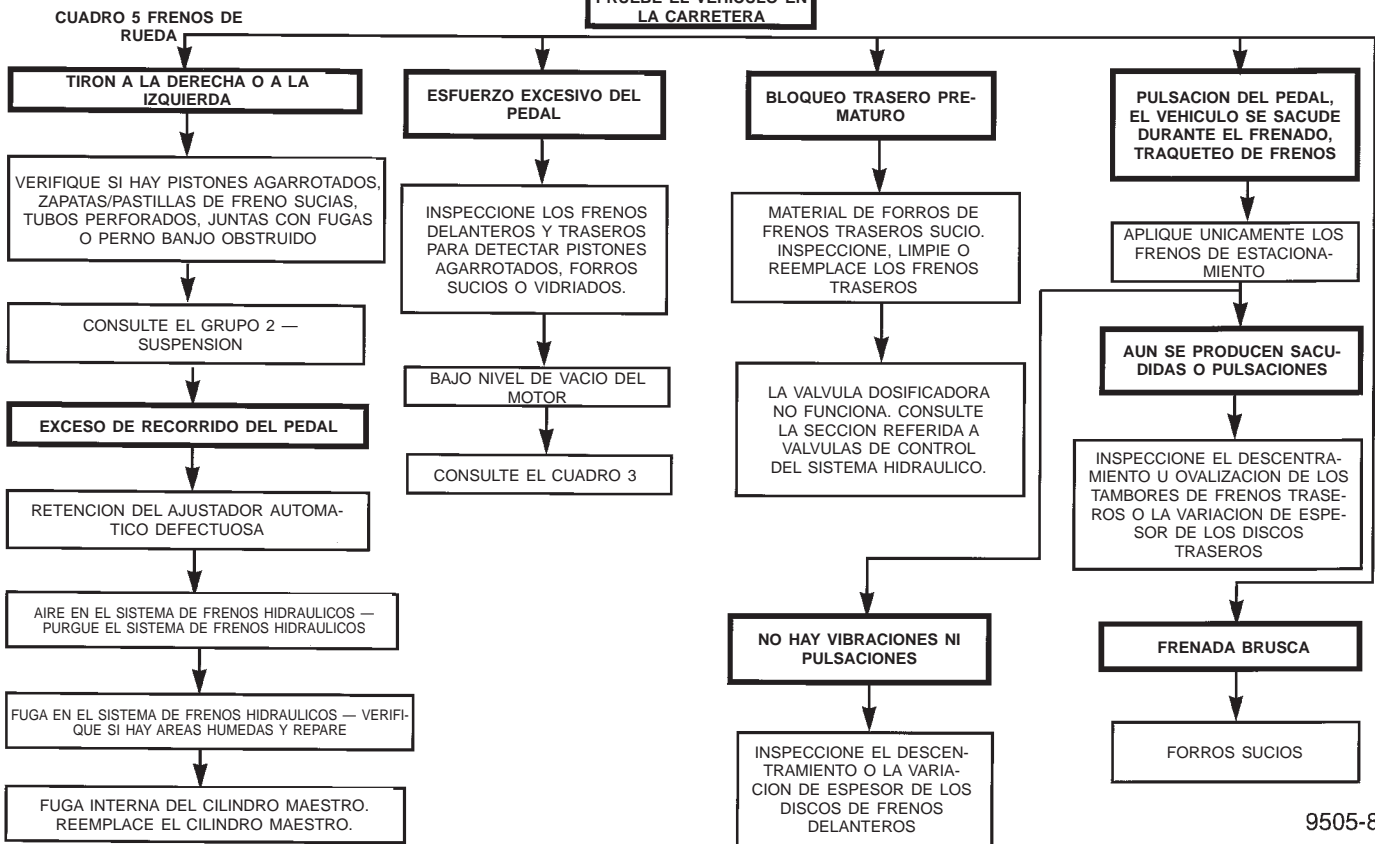 PRUEBE EL VEHICULO EN
LA CARRETERA
CUADRO 5 FRENOS DE
RUEDA
TIRON A LA DERECHA O A LA
IZQUIERDA
VERIFIQUE SI HAY PISTONES AGARROTADOS,
ZAPATAS/PASTILLAS DE FRENO SUCIAS,
TUBOS PERFORADOS, JUNTAS CON FUGAS
O PERNO BANJO OBSTRUIDO
CONSULTE EL GRUPO 2 —
SUSPENSION
EXCESO DE RECORRIDO DEL PEDAL
RETENCION DEL AJUSTADOR AUTOMA-
TICO DEFECTUOSA
AIRE EN EL SISTEMA DE FRENOS HIDRAULICOS —
PURGUE EL SISTEMA DE FRENOS HIDRAULICOS
FUGA EN EL SISTEMA DE FRENOS HIDRAULICOS — VERIFI-
QUE SI HAY AREAS HUMEDAS Y REPARE
FUGA INTERNA DEL CILINDRO MAESTRO.
REEMPLACE EL CILINDRO MAESTRO.
ESFUERZO EXCESIVO DEL
PEDAL
INSPECCIONE LOS FRENOS
DELANTEROS Y TRASEROS
PARA DETECTAR PISTONES
AGARROTADOS, FORROS
SUCIOS O VIDRIADOS.
BAJO NIVEL DE VACIO DEL
MOTOR
CONSULTE EL CUADRO 3
BLOQUEO TRASERO PRE-
MATURO
MATERIAL DE FORROS DE
FRENOS TRASEROS SUCIO.
INSPECCIONE, LIMPIE O
REEMPLACE LOS FRENOS
TRASEROS
LA VALVULA DOSIFICADORA
NO FUNCIONA. CONSULTE
LA SECCION REFERIDA A
VALVULAS DE CONTROL
DEL SISTEMA HIDRAULICO.
PULSACION DEL PEDAL,
EL VEHICULO SE SACUDE
DURANTE EL FRENADO,
TRAQUETEO DE FRENOS
APLIQUE UNICAMENTE LOS
FRENOS DE ESTACIONA-
MIENTO
AUN SE PRODUCEN SACU-
DIDAS O PULSACIONES
INSPECCIONE EL DESCENTRA-
MIENTO U OVALIZACION DE LOS
TAMBORES DE FRENOS TRASE-
ROS O LA VARIACION DE ESPE-
SOR DE LOS DISCOS
TRASEROS
NO HAY VIBRACIONES NI
PULSACIONES
INSPECCIONE EL DESCEN-
TRAMIENTO O LA VARIA-
CION DE ESPESOR DE LOS
DISCOS DE FRENOS
DELANTEROS
FRENADA BRUSCA
FORROS SUCIOS
9505-8